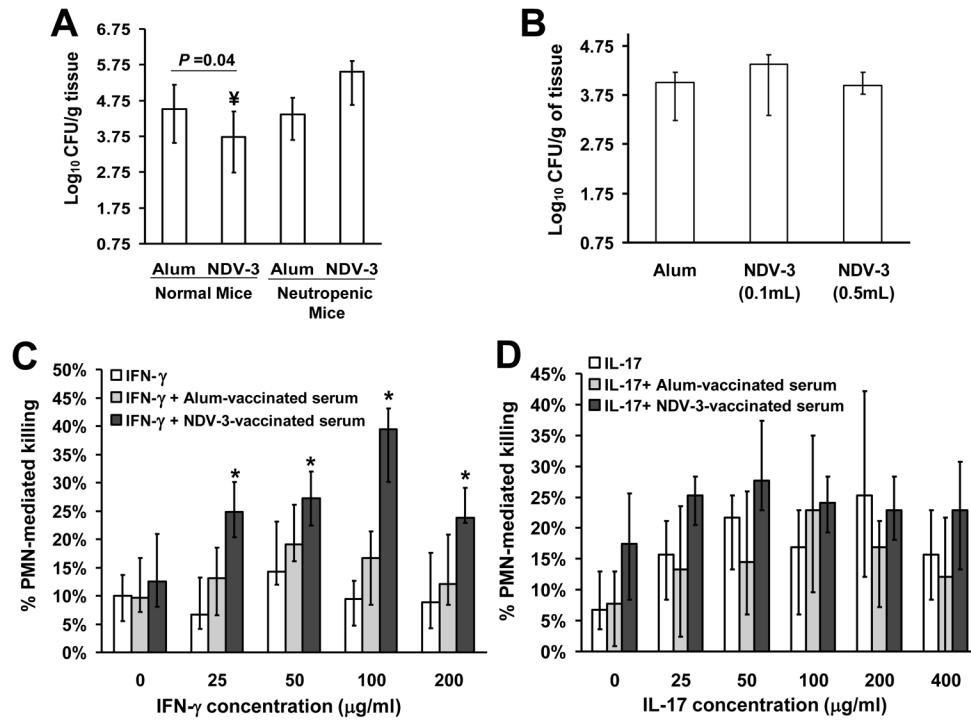 A
Log10 CFU/g tissue
6.75
5.75
4.75
3.75
2.75
1.75
0.75
P =0.04
¥
Alum NDV-3 Alum NDV-3
Normal Mice
Neutropenic
Mice
B
Log10 CFU/g of tissue
4.75
3.75
2.75
1.75
0.75
Alum
NDV-3
(0.1mL)
NDV-3
(0.5mL)
C
% PMN-mediated killing
50%
45%
40%
35%
30%
25%
20%
15%
10%
5%
0%
IFN-γ
IFN-γ + Alum-vaccinated serum
IFN-γ + NDV-3-vaccinated serum
* * * *
0 25 50 100 200
IFN-γ concentration (µg/ml)
D
% PMN-mediated killing
45%
40%
35%
30%
25%
20%
15%
10%
5%
0%
IL-17
IL-17+ Alum-vaccinated serum
IL-17+ NDV-3-vaccinated serum
0 25 50 100 200 400
IL-17 concentration (µg/ml)